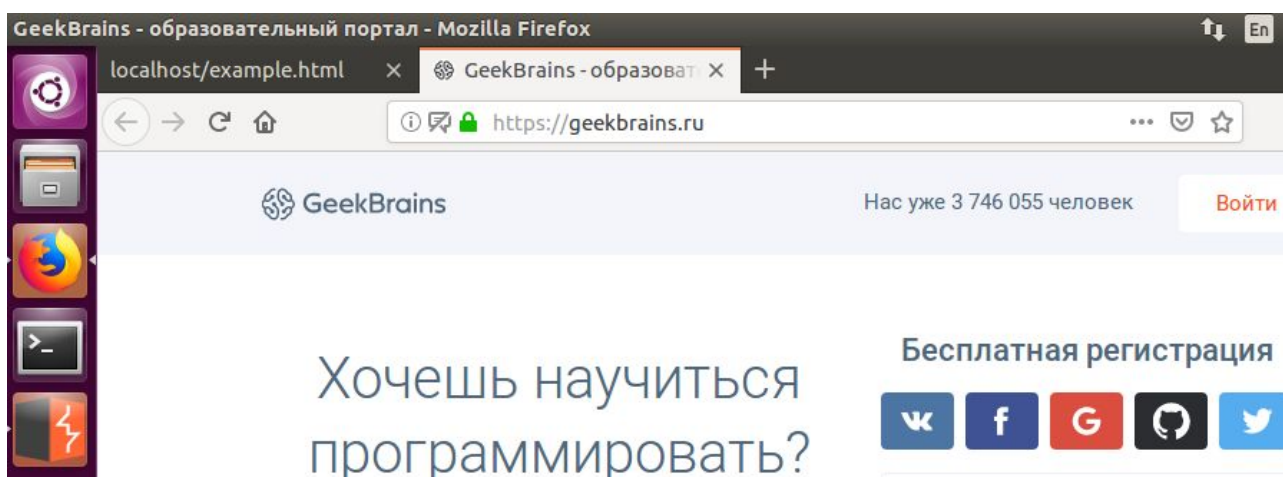 GeekBrains - образовательный портал - Mozilla Firefox
En
localhost/example.html
GeekBrains - образоват
https://geekbrains.ru
GeekBrains
Нас уже 3 746 055 человек
Войти
Бесплатная регистрация
Хочешь научиться
программировать?